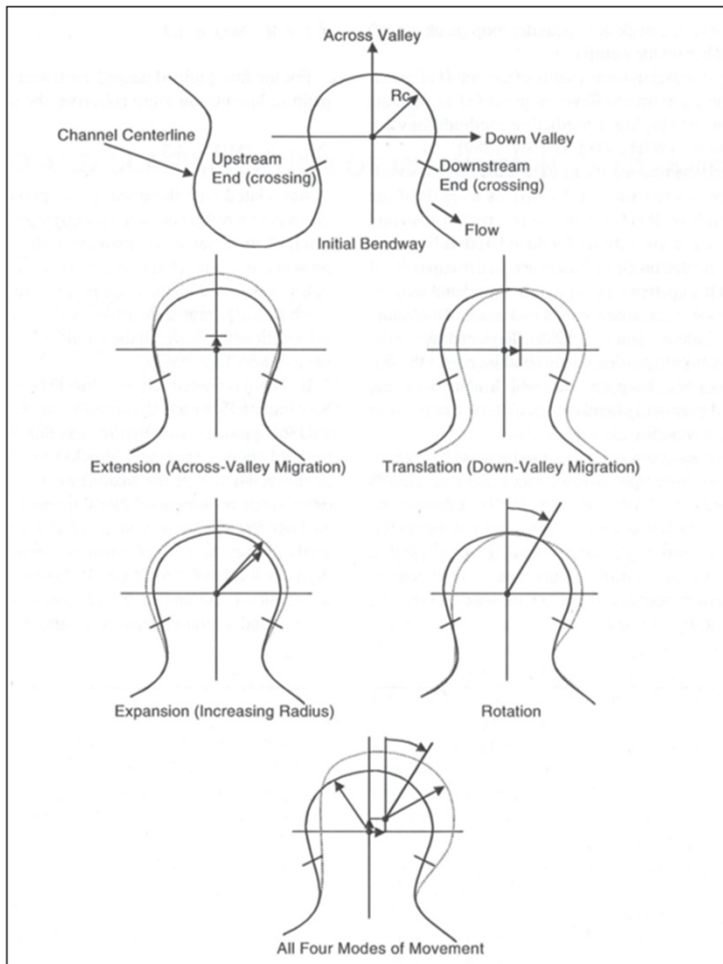 Across Valley
Rc
Channel Centerline
Down Valley
Upstream
End (crossing)
Downstream
End (crossing)
Flow
Initial Bendway
Extension (Across-Valley Migration)
Translation (Down-Valley Migration)
Expansion (Increasing Radius)
Rotation
All Four Modes of Movement